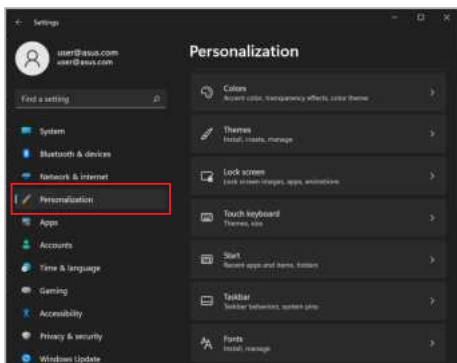 Settings
user@asus.com
user@asus.com
Find a setting
System
Bluetooth & devices
Network & internet
Personalization
Apps
Accounts
Time & language
Gaming
Accessibility
Privacy & security
Windows Update
Personalization
Colors
Accent color, transparency effects, color theme
Themes
Install, create, manage
Lock screen
Lock screen images, apps, animations
Touch keyboard
Themes, size
Start
Recent apps and items, folders
Taskbar
Taskbar behaviors, system pins
Fonts
Install, manage